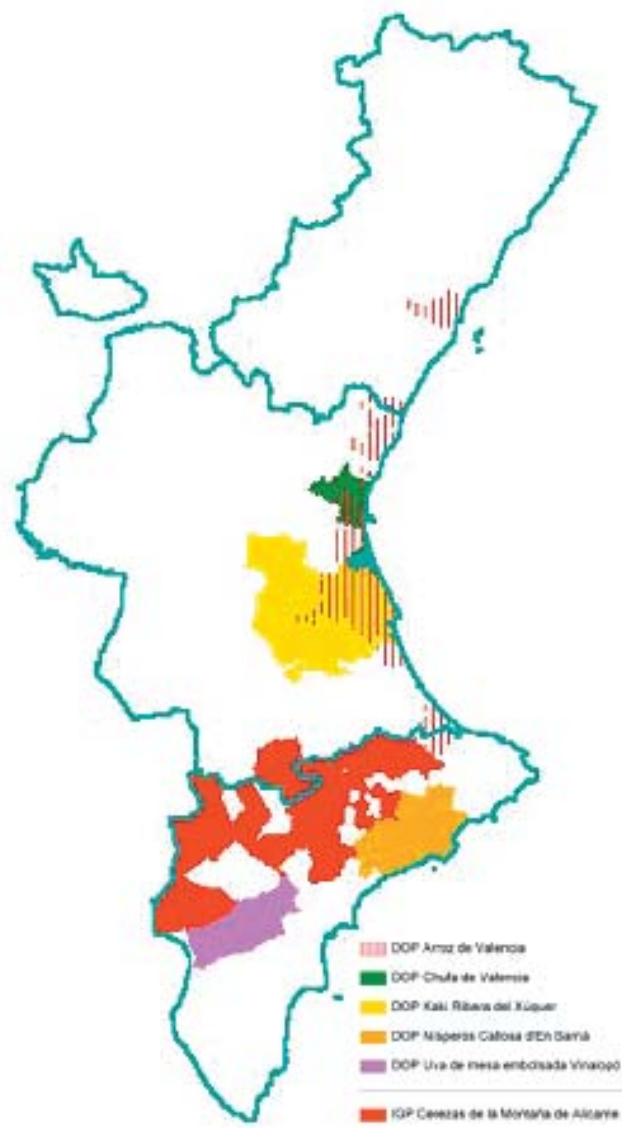 DOP Arroz de Valencia
DOP Chufa de Valencia
DOP Kaki Ribera del Xúquer
DOP Nísperos Callosa d'En Sarriá
DOP Uva de mesa embolsada Vinalopó
IGP Cerezas de la Montaña de Alicante